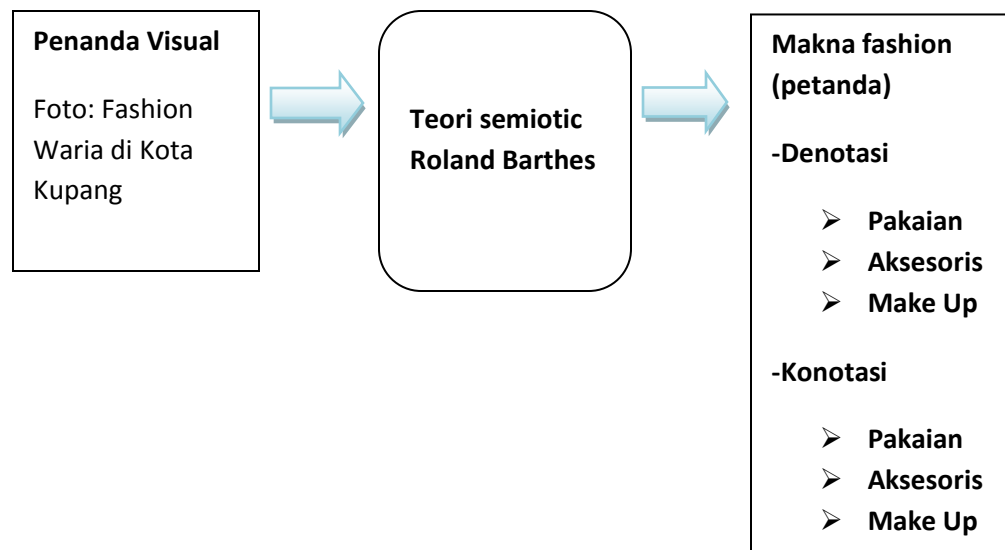 Penanda Visual
Foto: Fashion
Waria di Kota
Kupang
Teori semiotic
Roland Barthes
Makna fashion
(petanda)
-Denotasi
➢ Pakaian
➢ Aksesoris
➢ Make Up
-Konotasi
➢ Pakaian
➢ Aksesoris
➢ Make Up